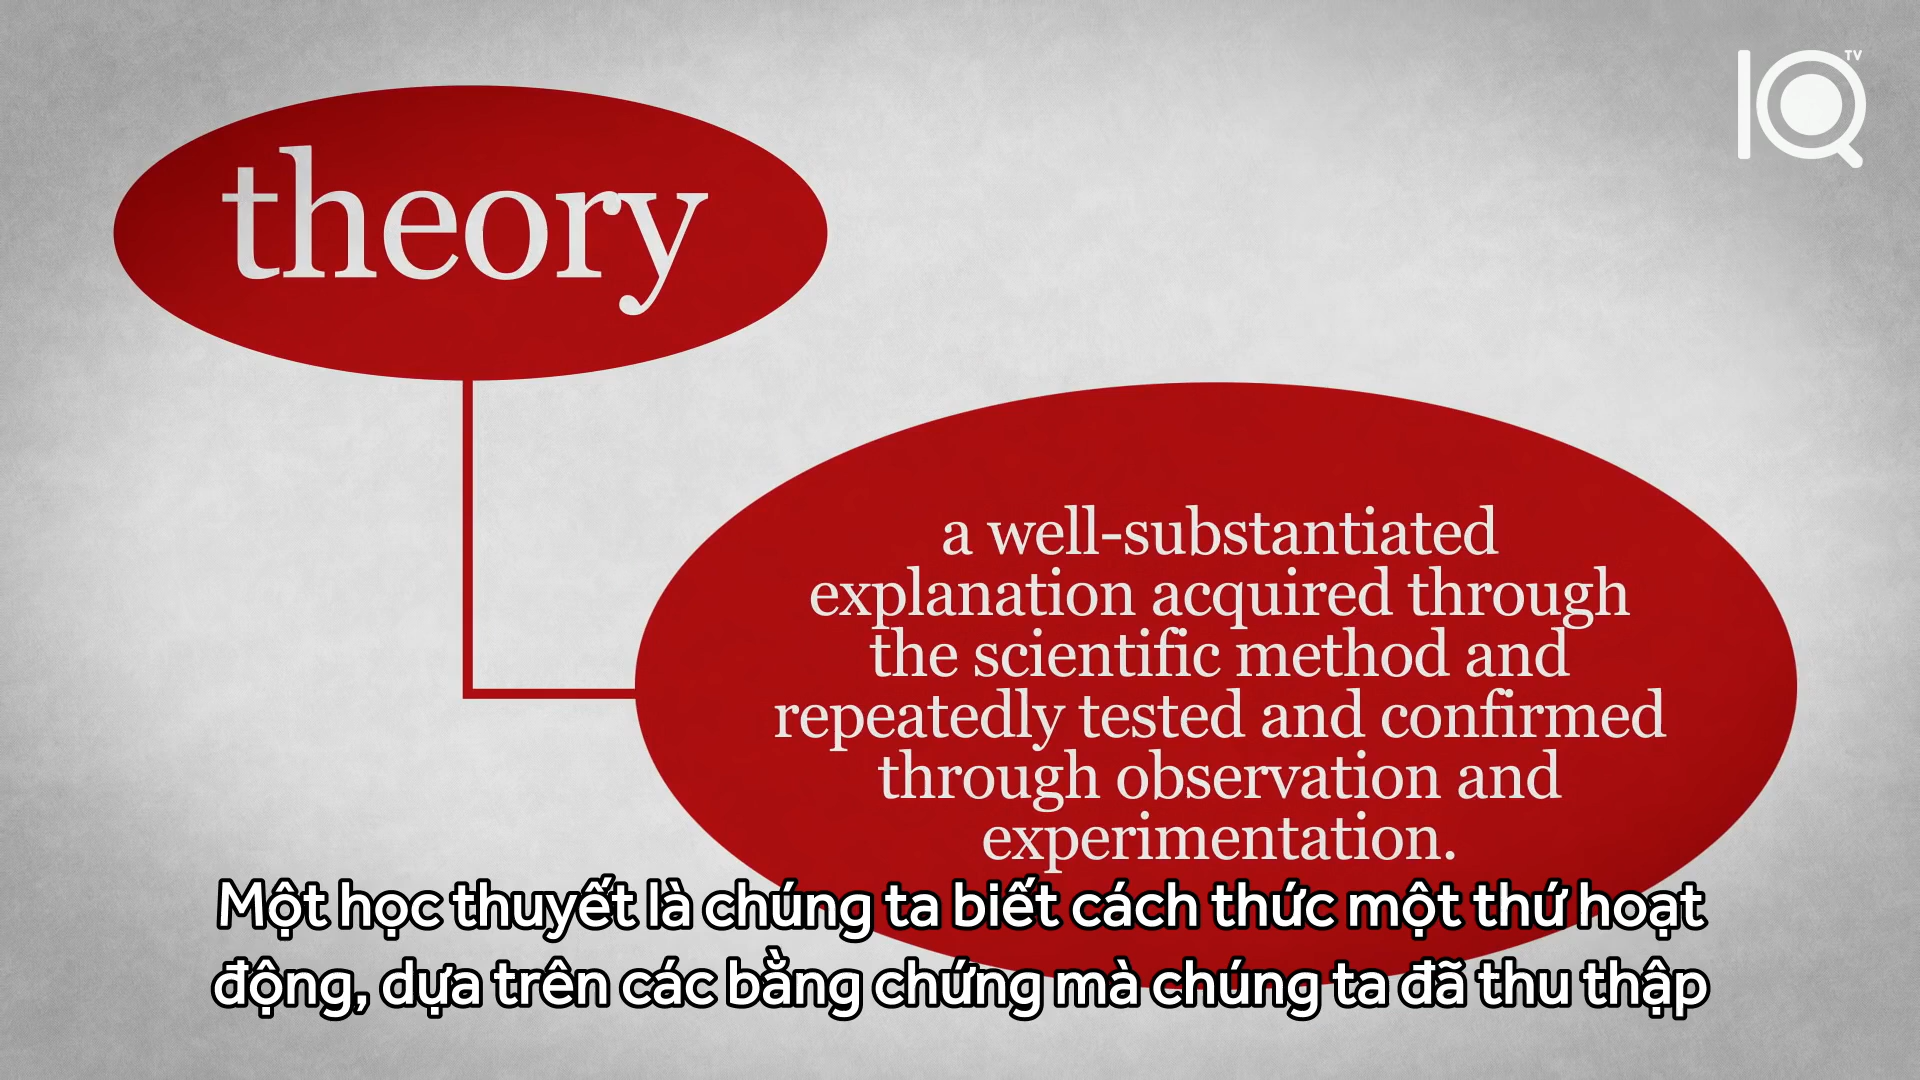 IQ TV
theory
a well-substantiated
explanation acquired through
the scientific method and
repeatedly tested and confirmed
through observation and
experimentation.
Một học thuyết là chúng ta biết cách thức một thứ hoạt
động, dựa trên các bằng chứng mà chúng ta đã thu thập